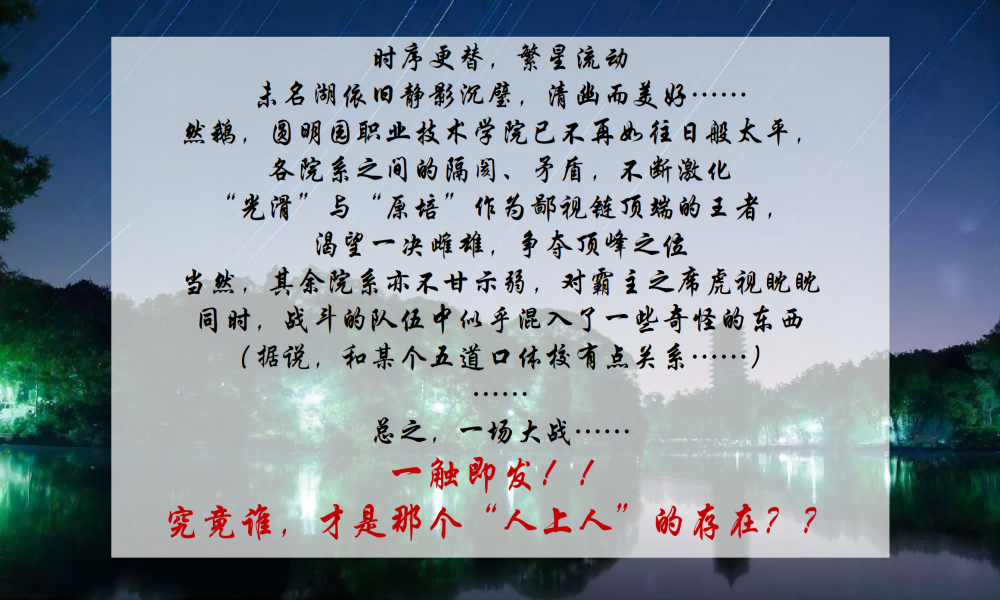 时序更替，繁星流动
未名湖依旧静影沉璧，清幽而美好……
然鹅，圆明园职业技术学院已不再如往日般太平，
各院系之间的隔阂、矛盾，不断激化
“光滑”与“原培”作为鄙视链顶端的王者，
渴望一决雌雄，争夺顶峰之位
当然，其余院系亦不甘示弱，对霸主之席虎视眈眈
同时，战斗的队伍中似乎混入了一些奇怪的东西
（据说，和某个五道口体校有点关系……）
……
总之，一场大战……
一触即发！！
究竟谁，才是那个“人上人”的存在？？